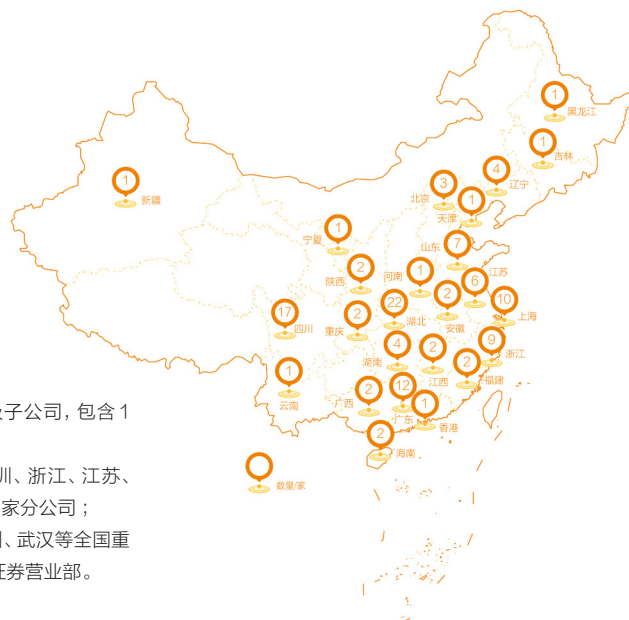 1
黑龙江
1
吉林
4
辽宁
3
北京
1
天津
1
新疆
1
宁夏
7
山东
2
陕西
1
河南
6
江苏
2
安徽
10
上海
17
四川
2
重庆
22
湖北
9
浙江
4
湖南
2
江西
2
福建
1
云南
2
广西
12
广东
1
香港
2
海南
数量/家
子公司，包含 1
圳、浙江、江苏、
家分公司；
、武汉等全国重
证券营业部。